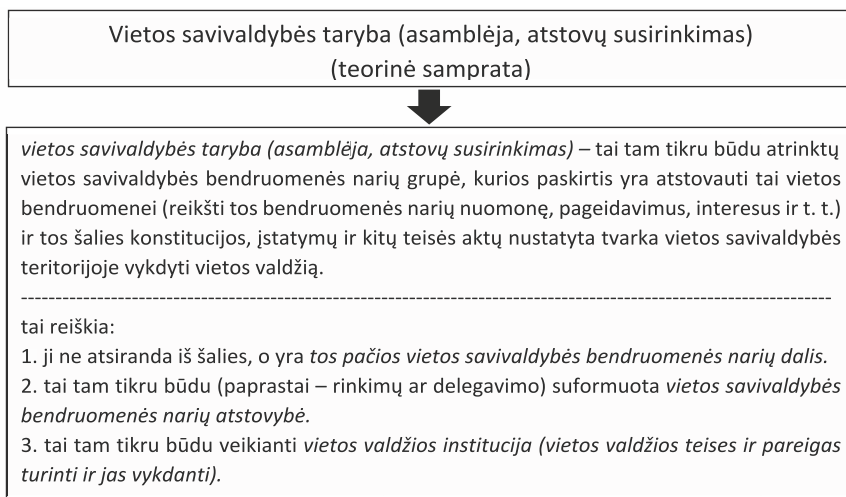 Vietos savivaldybės taryba (asamblėja, atstovų susirinkimas)
(teorinė samprata)
vietos savivaldybės taryba (asamblėja, atstovų susirinkimas) – tai tam tikru būdu atrinktų
vietos savivaldybės bendruomenės narių grupė, kurios paskirtis yra atstovauti tai vietos
bendruomenei (reikšti tos bendruomenės narių nuomonę, pageidavimus, interesus ir t. t.)
ir tos šalies konstitucijos, įstatymų ir kitų teisės aktų nustatyta tvarka vietos savivaldybės
teritorijoje vykdyti vietos valdžią.
tai reiškia:
1. ji ne atsiranda iš šalies, o yra tos pačios vietos savivaldybės bendruomenės narių dalis.
2. tai tam tikru būdu (paprastai – rinkimų ar delegavimo) suformuota vietos savivaldybės
bendruomenės narių atstovybė.
3. tai tam tikru būdu veikianti vietos valdžios institucija (vietos valdžios teises ir pareigas
turinti ir jas vykdanti).